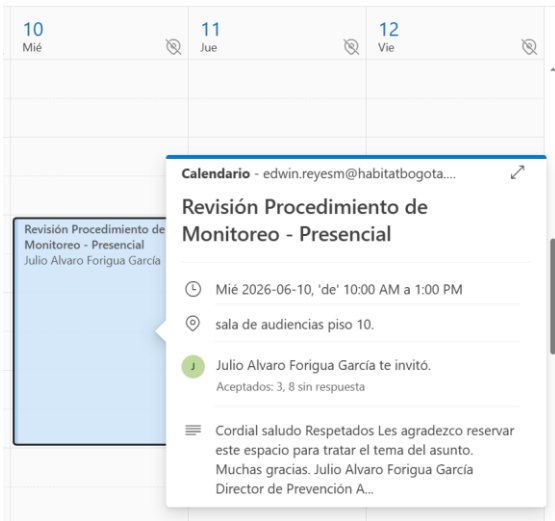 10
Mié
11
Jue
12
Vie
Revisión Procedimiento de
Monitoreo - Presencial
Julio Alvaro Forigua García
Calendario - edwin.reyesm@habitatbogota....
Revisión Procedimiento de
Monitoreo - Presencial
Mié 2026-06-10, 'de' 10:00 AM a 1:00 PM
sala de audiencias piso 10.
J
Julio Alvaro Forigua García te invitó.
Aceptados: 3, 8 sin respuesta
Cordial saludo Respetados Les agradezco reservar
este espacio para tratar el tema del asunto.
Muchas gracias. Julio Alvaro Forigua García
Director de Prevención A...